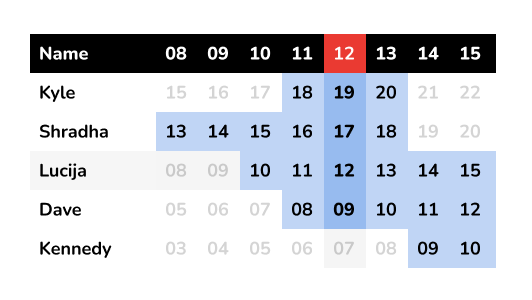 Name 08 09 10 11 12 13 14 15
Kyle 15 16 17 18 19 20 21 22
Shradha 13 14 15 16 17 18 19 20
Lucija 08 09 10 11 12 13 14 15
Dave 05 06 07 08 09 10 11 12
Kennedy 03 04 05 06 07 08 09 10